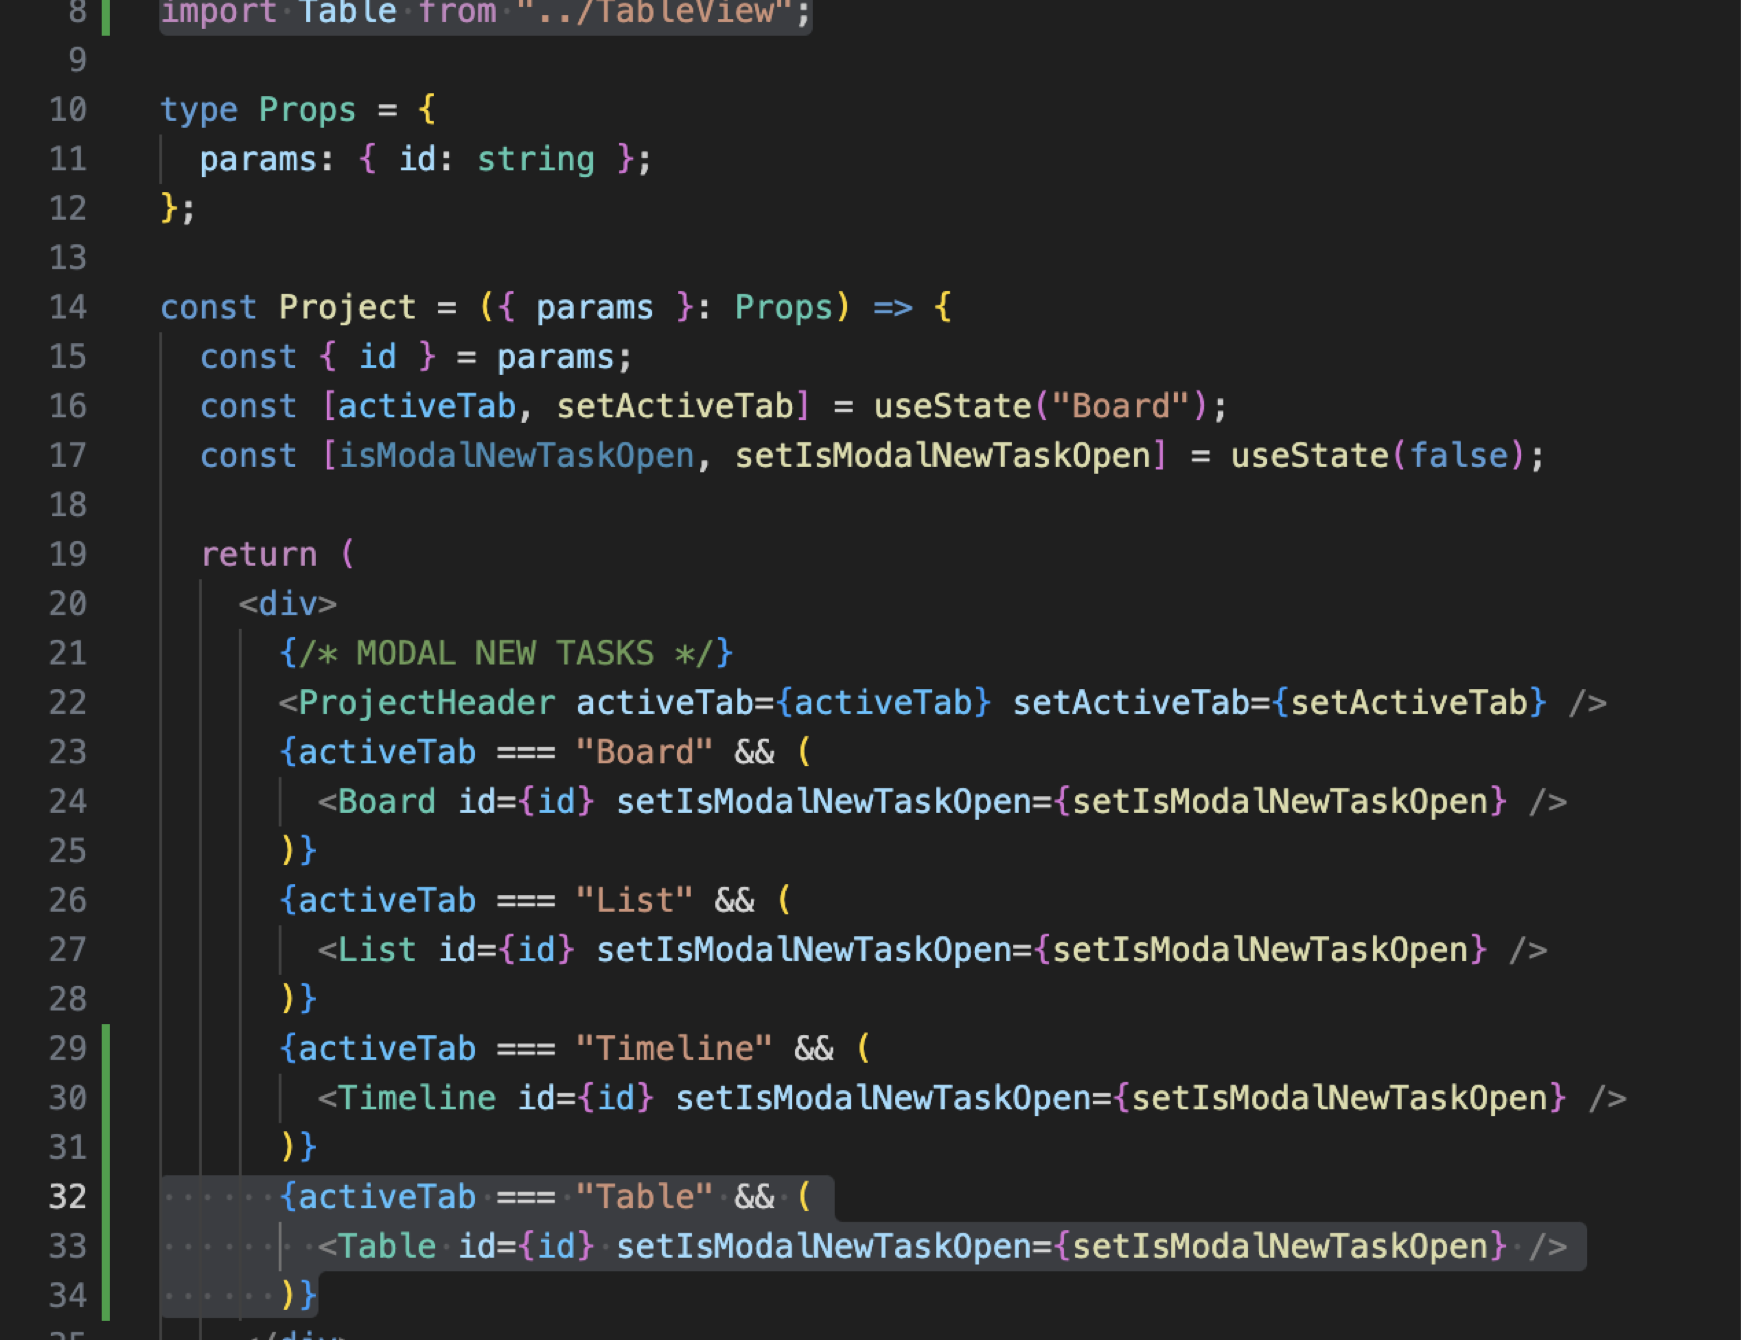 8 import Table from "../TableView";
9
10 type Props = {
11 params: { id: string };
12 };
13
14 const Project = ({ params }: Props) => {
15 const { id } = params;
16 const [activeTab, setActiveTab] = useState("Board");
17 const [isModalNewTaskOpen, setIsModalNewTaskOpen] = useState(false);
18
19 return (
20 <div>
21 {/* MODAL NEW TASKS */}
22 <ProjectHeader activeTab={activeTab} setActiveTab={setActiveTab} />
23 {activeTab === "Board" && (
24 <Board id={id} setIsModalNewTaskOpen={setIsModalNewTaskOpen} />
25 )}
26 {activeTab === "List" && (
27 <List id={id} setIsModalNewTaskOpen={setIsModalNewTaskOpen} />
28 )}
29 {activeTab === "Timeline" && (
30 <Timeline id={id} setIsModalNewTaskOpen={setIsModalNewTaskOpen} />
31 )}
32 {activeTab === "Table" && (
33 <Table id={id} setIsModalNewTaskOpen={setIsModalNewTaskOpen} />
34 )}
35 </div>